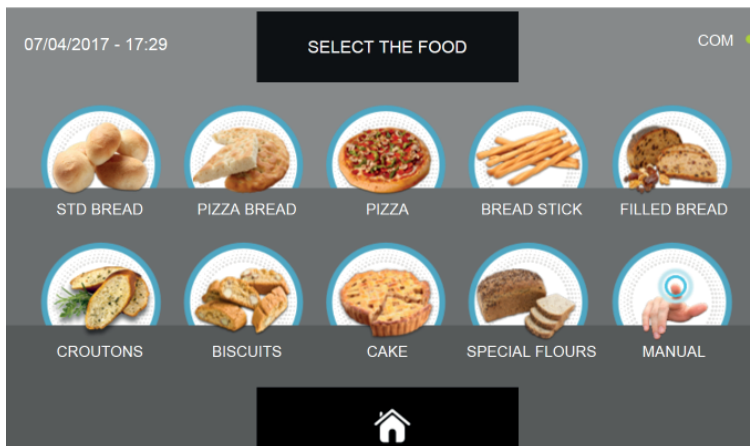 07/04/2017 - 17:29
SELECT THE FOOD
COM
STD BREAD
PIZZA BREAD
PIZZA
BREAD STICK
FILLED BREAD
CROUTONS
BISCUITS
CAKE
SPECIAL FLOURS
MANUAL